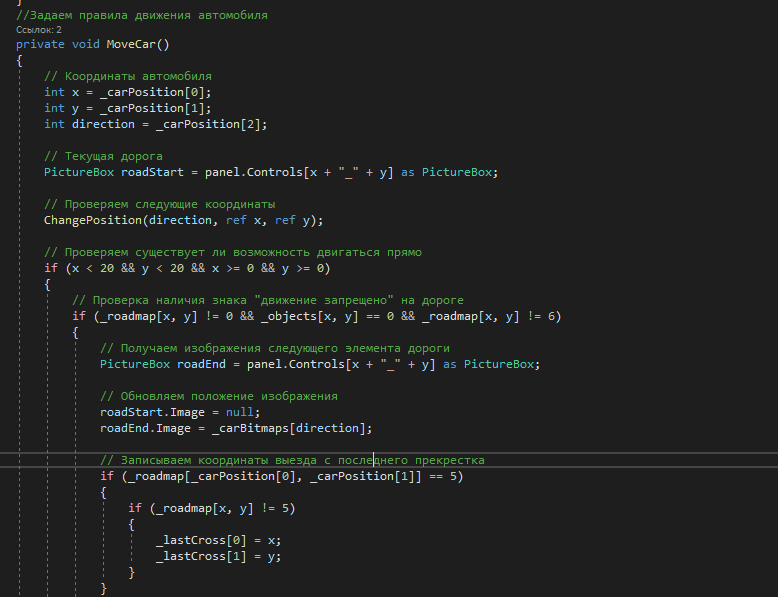 }
//Задаем правила движения автомобиля
Ссылок: 2
private void MoveCar()
{
// Координаты автомобиля
int x = _carPosition[0];
int y = _carPosition[1];
int direction = _carPosition[2];
// Текущая дорога
PictureBox roadStart = panel.Controls[x + "_" + y] as PictureBox;
// Проверяем следующие координаты
ChangePosition(direction, ref x, ref y);
// Проверяем существует ли возможность двигаться прямо
if (x < 20 && y < 20 && x >= 0 && y >= 0)
{
// Проверка наличия знака "движение запрещено" на дороге
if (_roadmap[x, y] != 0 && _objects[x, y] == 0 && _roadmap[x, y] != 6)
{
// Получаем изображения следующего элемента дороги
PictureBox roadEnd = panel.Controls[x + "_" + y] as PictureBox;
// Обновляем положение изображения
roadStart.Image = null;
roadEnd.Image = _carBitmaps[direction];
// Записываем координаты выезда с последнего прекрестка
if (_roadmap[_carPosition[0], _carPosition[1]] == 5)
{
if (_roadmap[x, y] != 5)
{
_lastCross[0] = x;
_lastCross[1] = y;
}
}